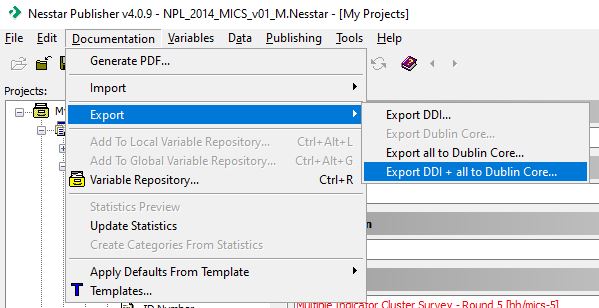 Nesstar Publisher v4.0.9 - NPL_2014_MICS_v01_M.Nesstar - [My Projects]
File Edit Documentation Variables Data Publishing Tools Help
Generate PDF...
Projects:
Import
My
Export
Export DDI...
Export Dublin Core...
Add To Local Variable Repository... Ctrl+Alt+L
Export all to Dublin Core...
Add To Global Variable Repository... Ctrl+Alt+G
Export DDI + all to Dublin Core...
Variable Repository... Ctrl+R
Statistics Preview
Update Statistics
Create Categories From Statistics
Apply Defaults From Template
Templates...
Multiple Indicator Cluster Survey - Round 5 [hh/mics-5]
ID Number